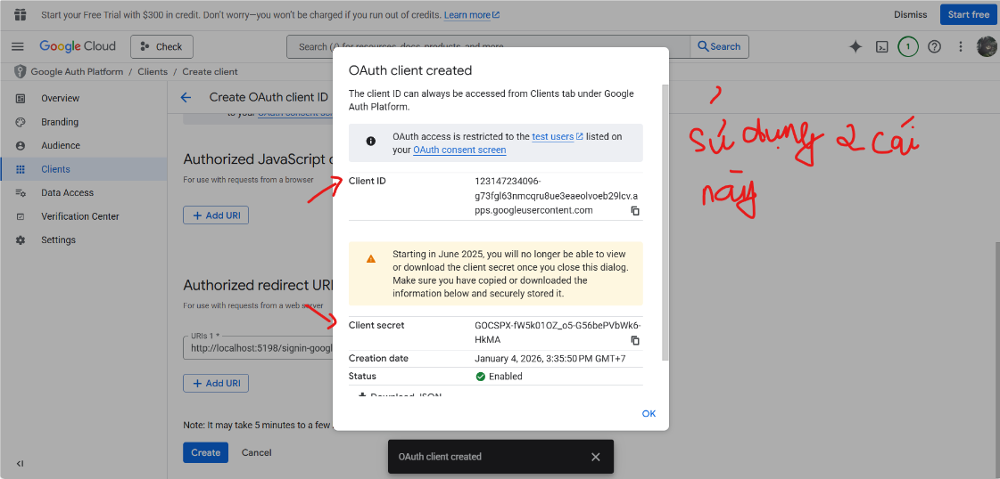 Start your Free Trial with $300 in credit. Don't worry—you won't be charged if you run out of credits. Learn more
Dismiss
Start free
Google Cloud
Check
Search (/) for resources, docs, products, and more
Search
1
Google Auth Platform / Clients / Create client
Overview
Branding
Audience
Clients
Data Access
Verification Center
Settings
Create OAuth client ID
to your OAuth consent scre
Authorized JavaScript o
For use with requests from a browser
+ Add URI
Authorized redirect URI
For use with requests from a web server
URIs 1 *
http://localhost:5198/signin-googl
+ Add URI
Note: It may take 5 minutes to a few
Create
Cancel
OAuth client created
The client ID can always be accessed from Clients tab under Google
Auth Platform.
OAuth access is restricted to the test users listed on
your OAuth consent screen
Client ID
123147234096-
g73fgl63nmcqru8ue3eaeolvoeb29lcv.a
pps.googleusercontent.com
Starting in June 2025, you will no longer be able to view
or download the client secret once you close this dialog.
Make sure you have copied or downloaded the
information below and securely stored it.
Client secret
GOCSPX-fW5k01OZ_o5-G56bePVbWk6-
HkMA
Creation date
January 4, 2026, 3:35:50 PM GMT+7
Status
Enabled
Download JSON
OK
OAuth client created
sử dụng 2 cái
này